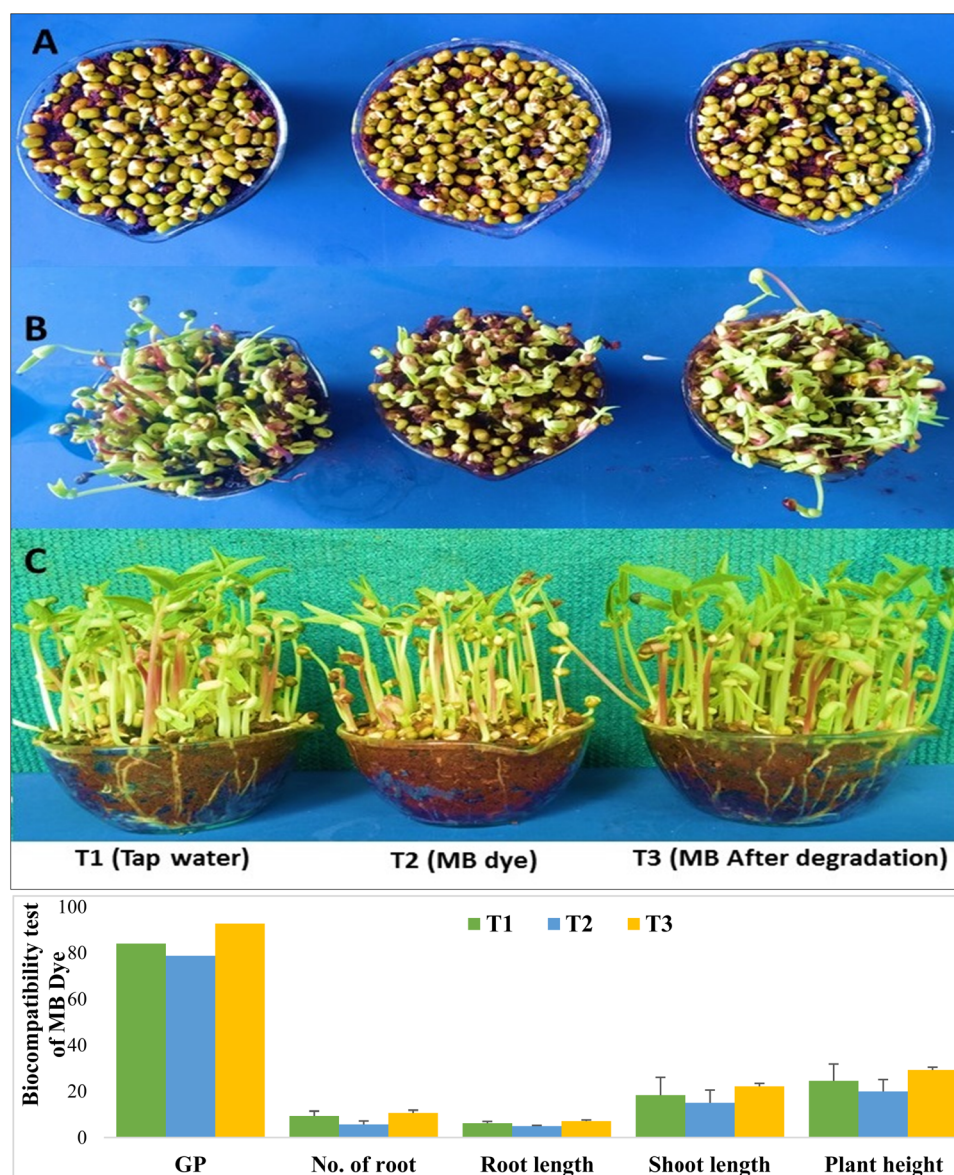 A
B
C
T1 (Tap water)
T2 (MB dye)
T3 (MB After degradation)
Biocompatibility test
of MB Dye
100
80
60
40
20
0
T1
T2
T3
GP
No. of root
Root length
Shoot length
Plant height